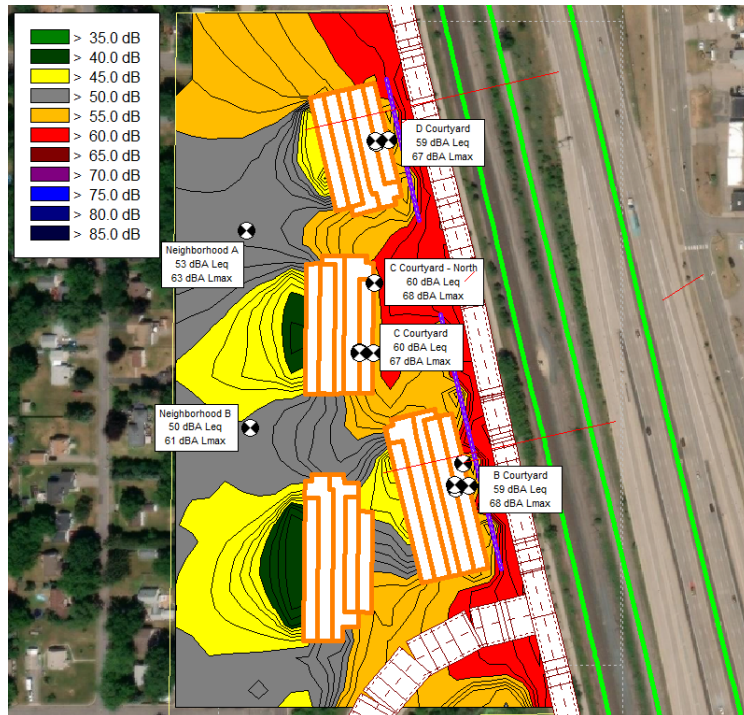 > 35.0 dB
> 40.0 dB
> 45.0 dB
> 50.0 dB
> 55.0 dB
> 60.0 dB
> 65.0 dB
> 70.0 dB
> 75.0 dB
> 80.0 dB
> 85.0 dB
D Courtyard
59 dBA Leq
67 dBA Lmax
Neighborhood A
53 dBA Leq
63 dBA Lmax
C Courtyard - North
60 dBA Leq
68 dBA Lmax
C Courtyard
60 dBA Leq
67 dBA Lmax
Neighborhood B
50 dBA Leq
61 dBA Lmax
B Courtyard
59 dBA Leq
68 dBA Lmax